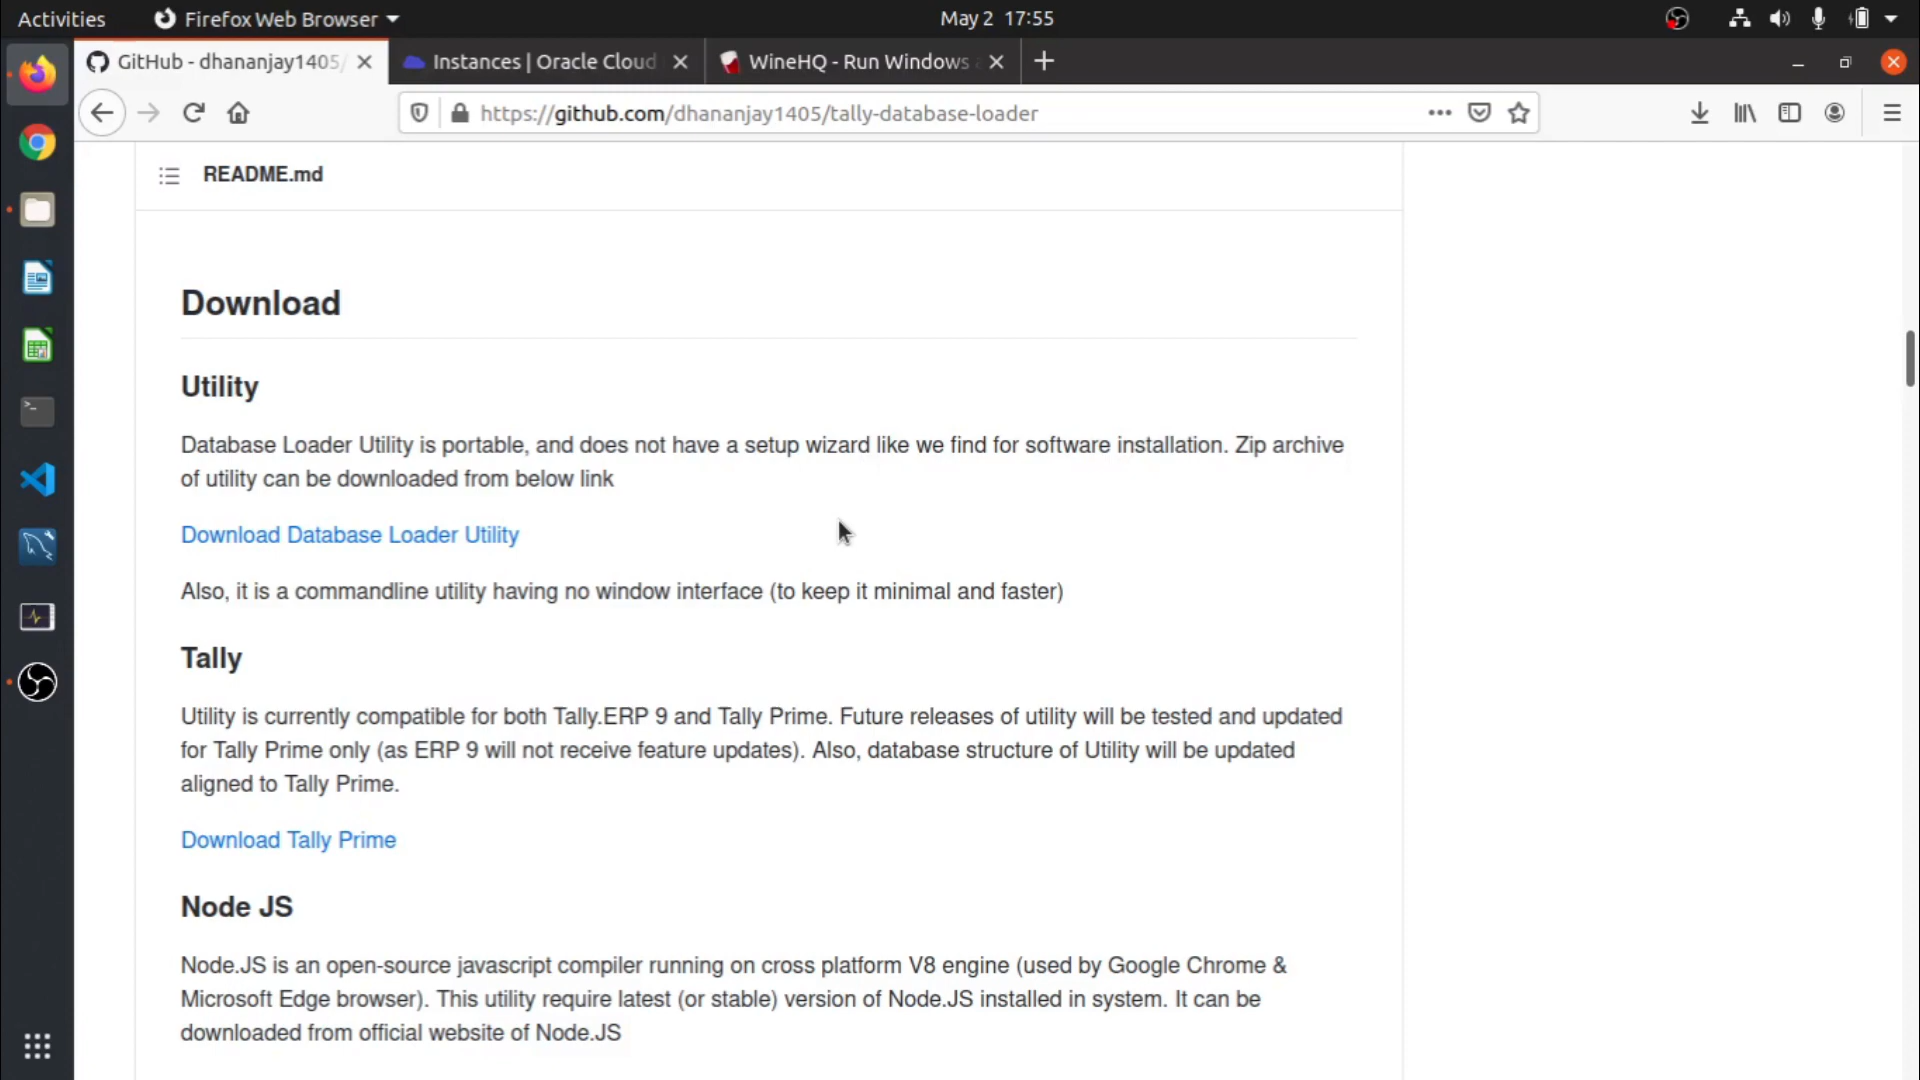 Activities
Firefox Web Browser
May 2 17:55
GitHub - dhananjay1405/
Instances | Oracle Cloud
WineHQ - Run Windows
https://github.com/dhananjay1405/tally-database-loader
README.md
Download
Utility
Database Loader Utility is portable, and does not have a setup wizard like we find for software installation. Zip archive
of utility can be downloaded from below link
Download Database Loader Utility
Also, it is a commandline utility having no window interface (to keep it minimal and faster)
Tally
Utility is currently compatible for both Tally.ERP 9 and Tally Prime. Future releases of utility will be tested and updated
for Tally Prime only (as ERP 9 will not receive feature updates). Also, database structure of Utility will be updated
aligned to Tally Prime.
Download Tally Prime
Node JS
Node.JS is an open-source javascript compiler running on cross platform V8 engine (used by Google Chrome &
Microsoft Edge browser). This utility require latest (or stable) version of Node.JS installed in system. It can be
downloaded from official website of Node.JS